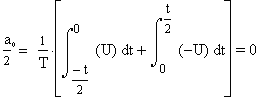 a₀/2 = 1/T · [ ∫_{-t/2}^{0} (U) dt + ∫_{0}^{t/2} (-U) dt ] = 0